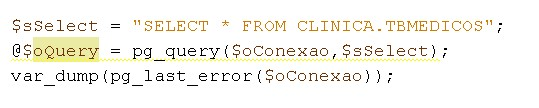 $sSelect = "SELECT * FROM CLINICA.TBMEDICOS";
@$oQuery = pg_query($oConexao,$sSelect);
var_dump(pg_last_error($oConexao));